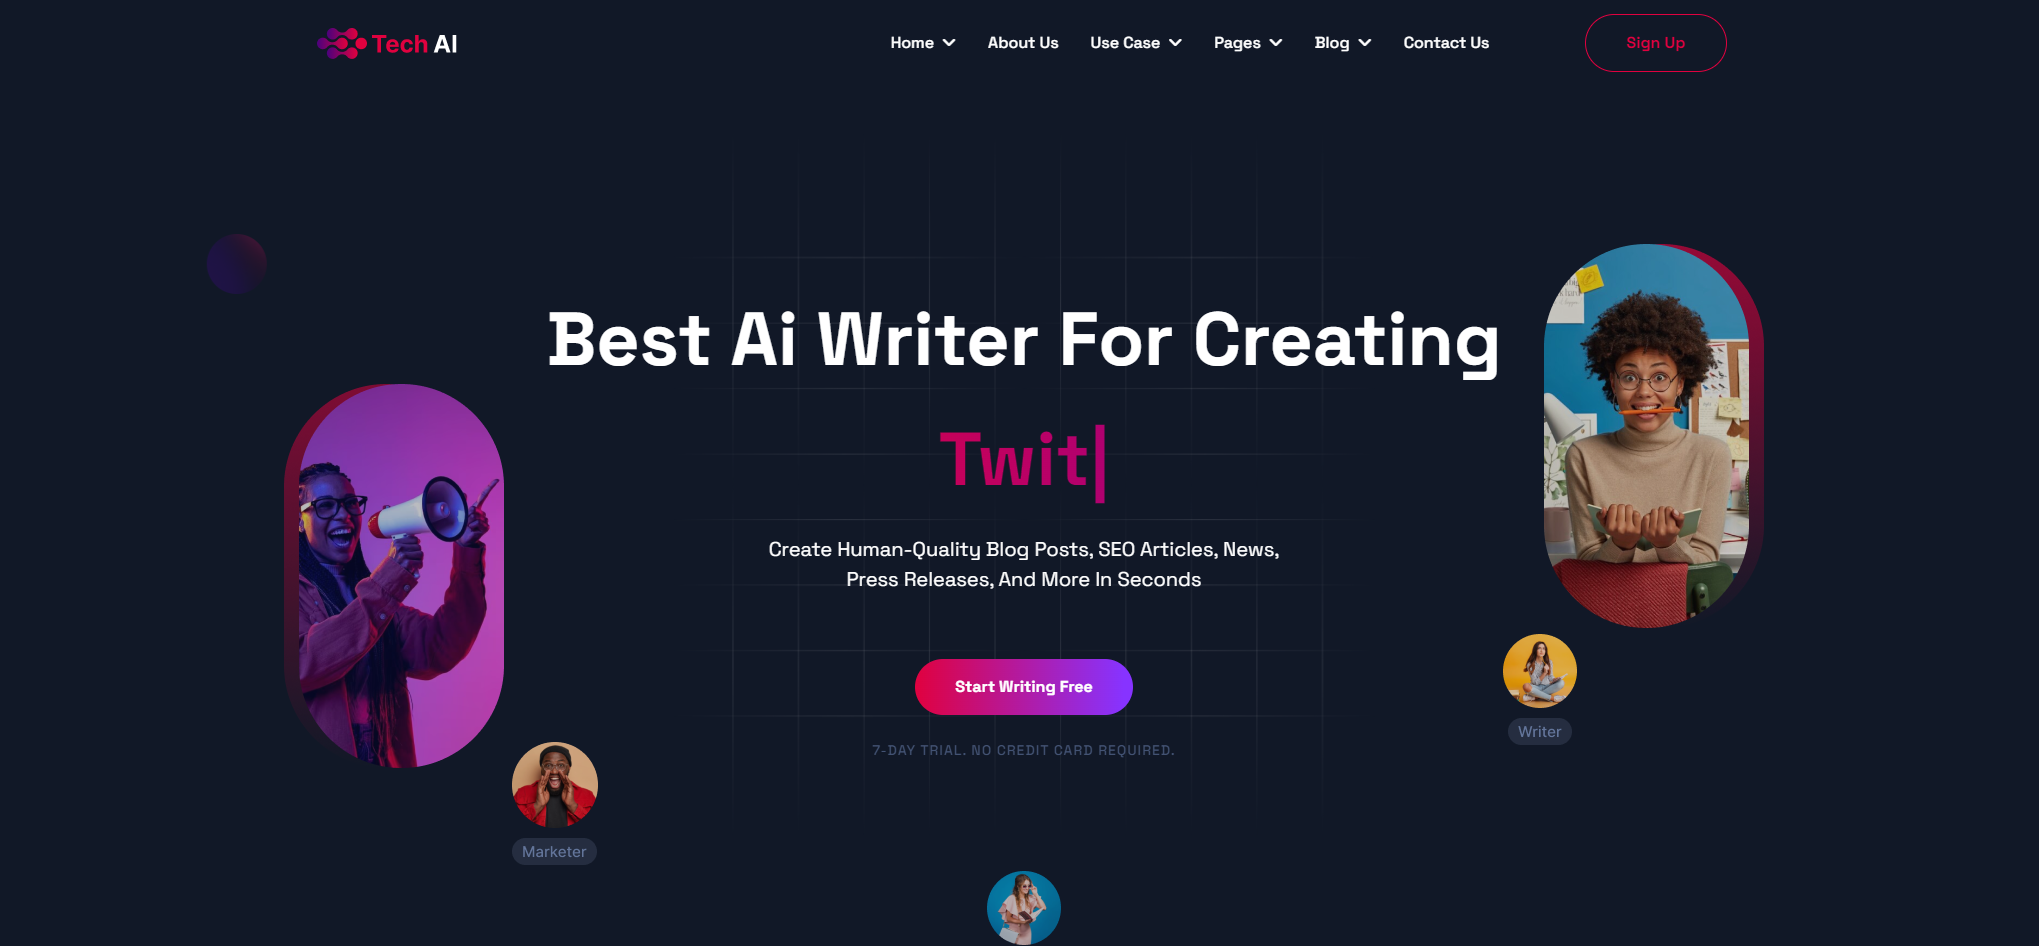 Tech AI
Home
About Us
Use Case
Pages
Blog
Contact Us
Sign Up
Best Ai Writer For Creating
Twit|
Create Human-Quality Blog Posts, SEO Articles, News,
Press Releases, And More In Seconds
Start Writing Free
7-DAY TRIAL. NO CREDIT CARD REQUIRED.
Writer
Marketer